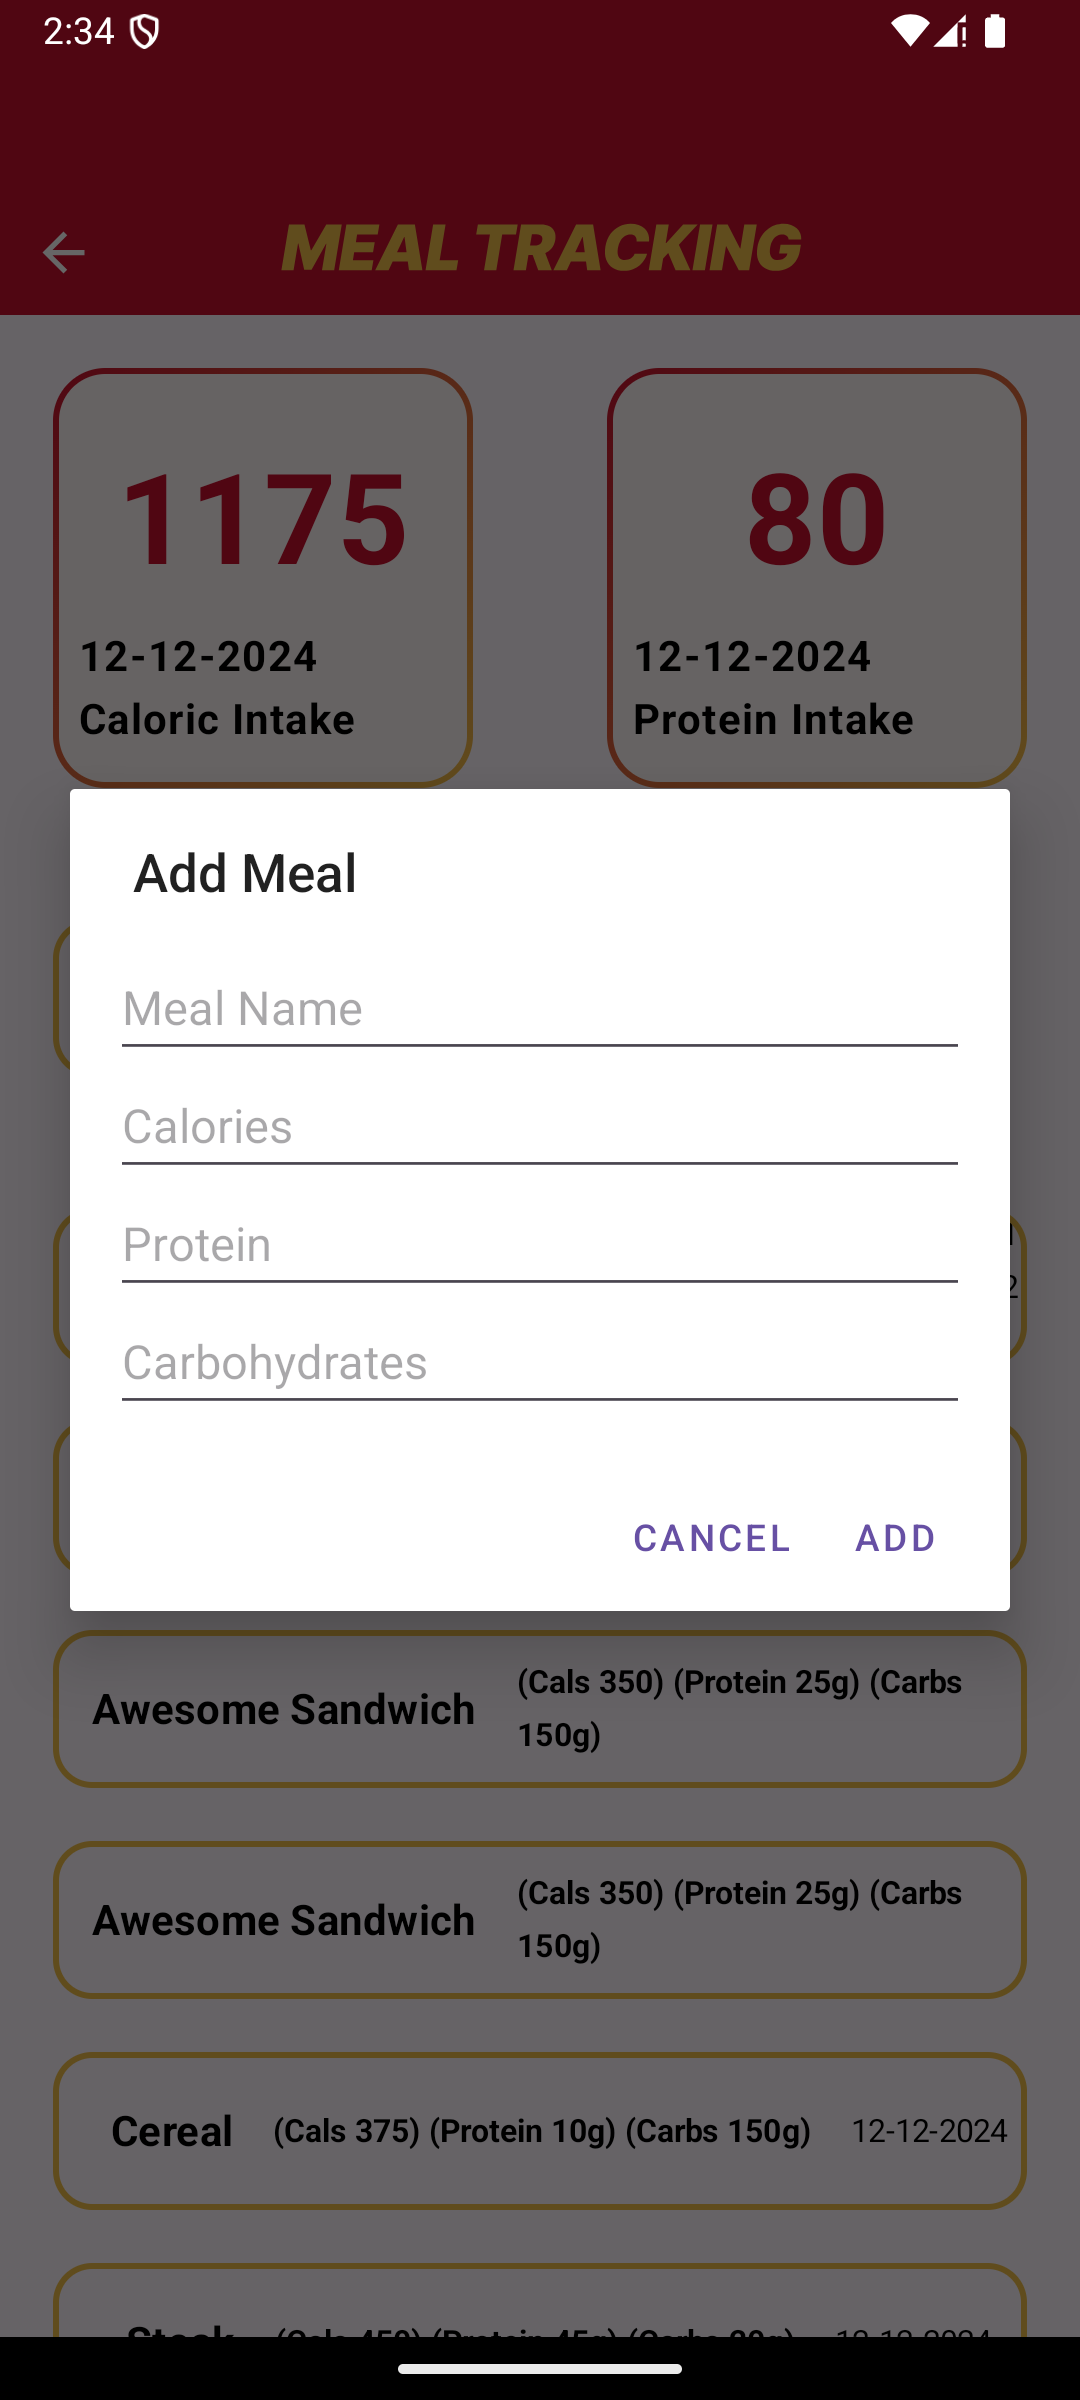 2:34
MEAL TRACKING
1175
12-12-2024
Caloric Intake
80
12-12-2024
Protein Intake
Add Meal
Meal Name
Calories
Protein
Carbohydrates
CANCEL ADD
Awesome Sandwich
(Cals 350) (Protein 25g) (Carbs
150g)
Awesome Sandwich
(Cals 350) (Protein 25g) (Carbs
150g)
Cereal (Cals 375) (Protein 10g) (Carbs 150g) 12-12-2024